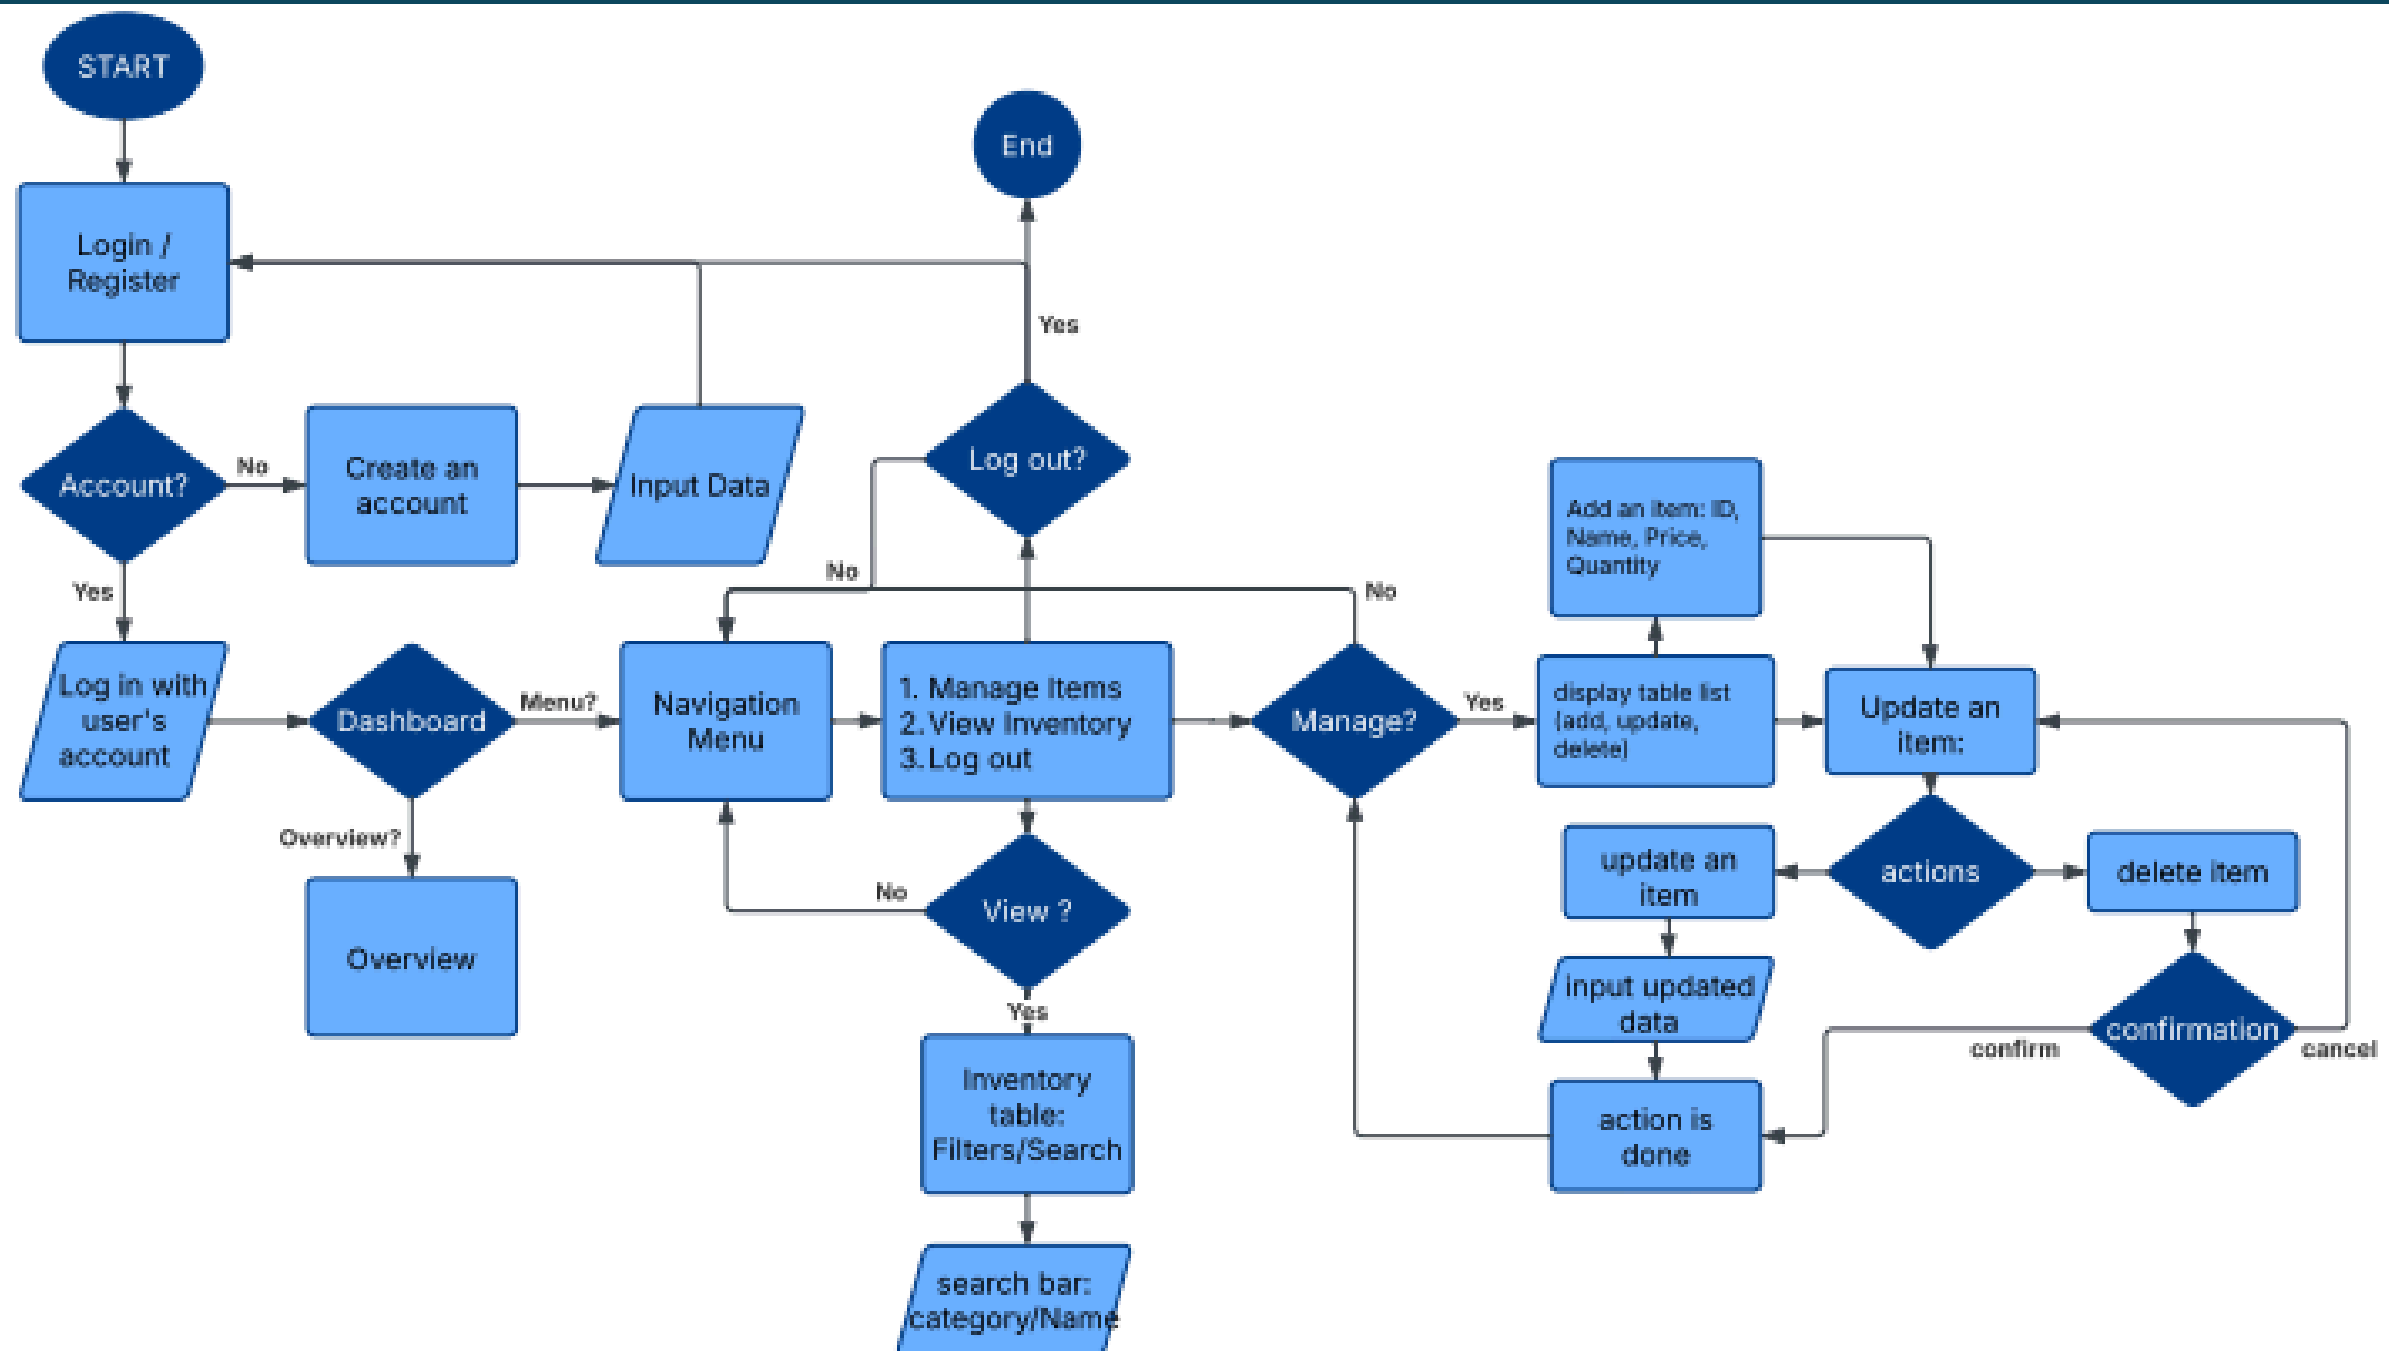 START
End
Login /
Register
Yes
Account?
No
Create an
account
Input Data
Log out?
Add an item: ID,
Name, Price,
Quantity
Yes
No
No
Log in with
user's
account
Dashboard
Menu?
Navigation
Menu
1. Manage Items
2. View Inventory
3. Log out
Manage?
Yes
display table list
(add, update,
delete)
Update an
item:
Overview?
Overview
No
View ?
update an
item
actions
delete item
input updated
data
confirm
confirmation
cancel
Yes
Inventory
table:
Filters/Search
action is
done
search bar:
category/Name